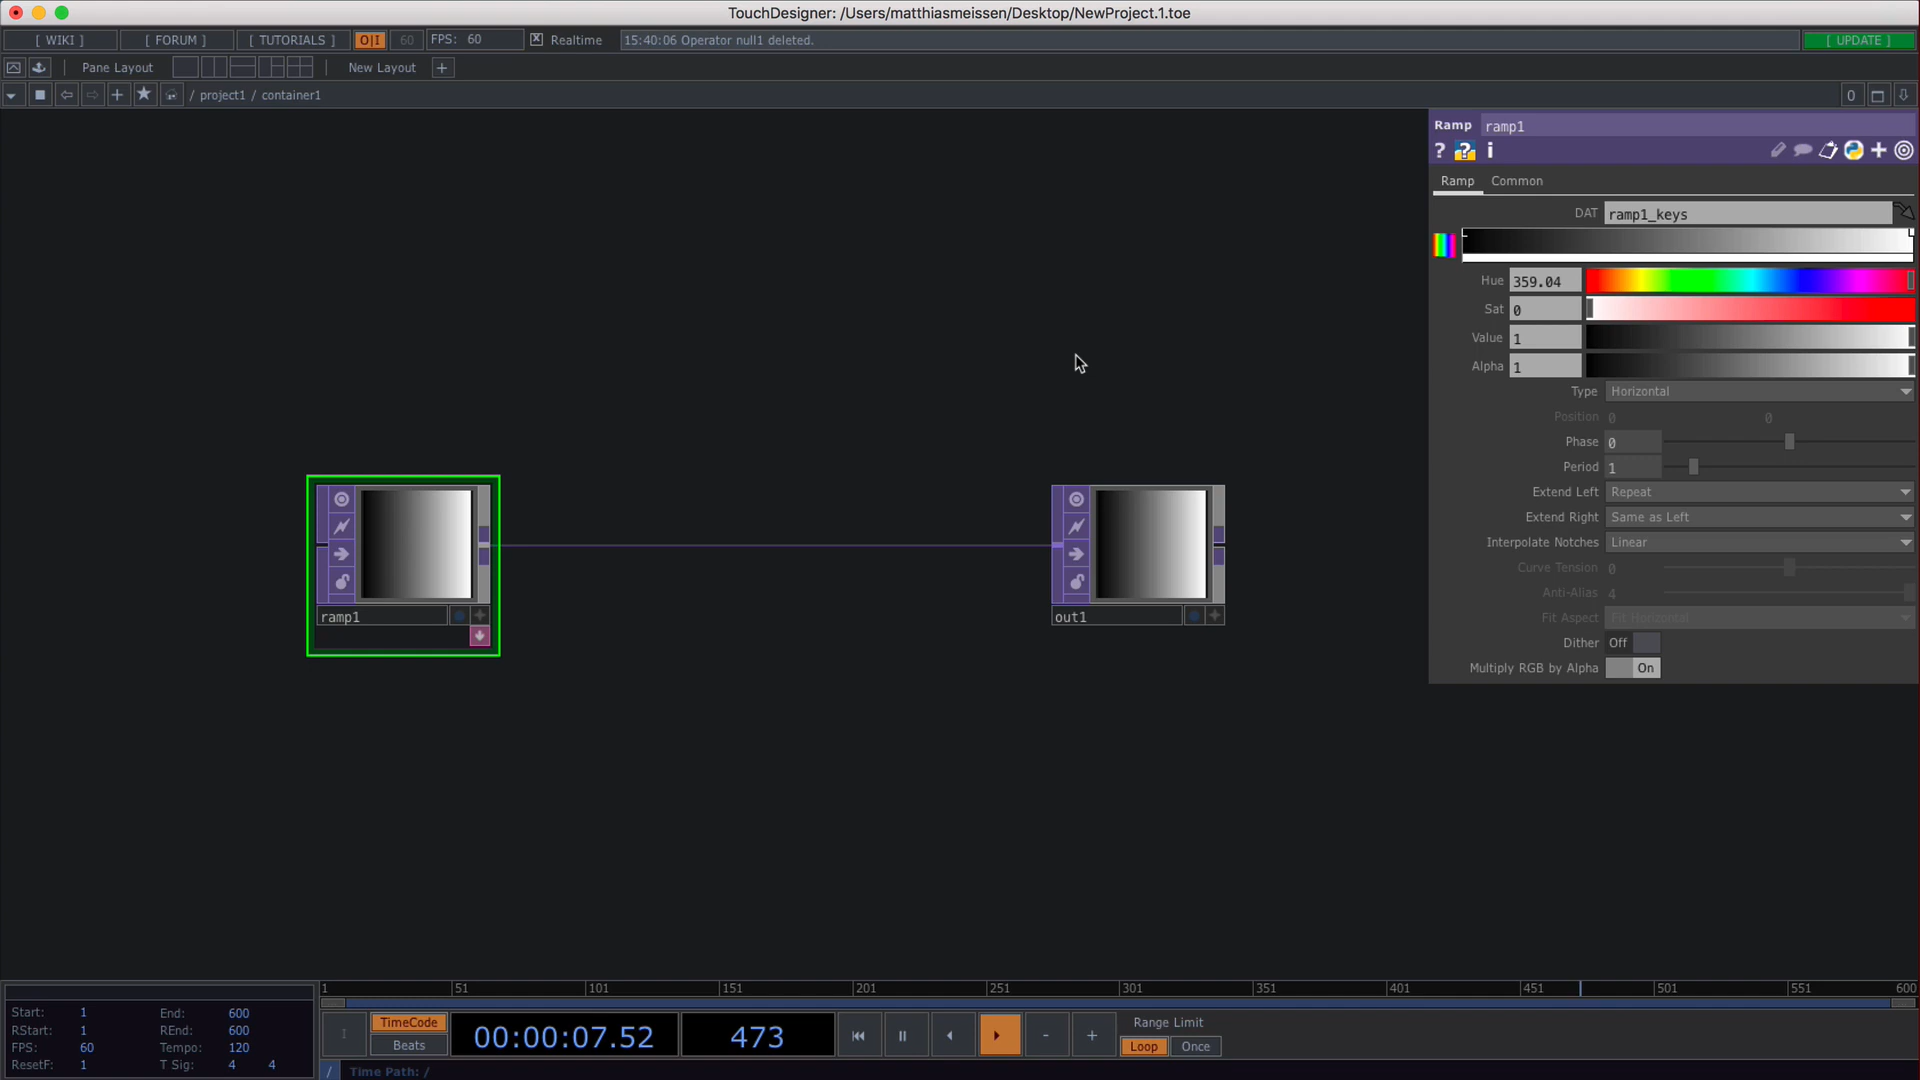 TouchDesigner: /Users/matthiasmeissen/Desktop/NewProject.1.toe
[ WIKI ] [ FORUM ] [ TUTORIALS ] O|I 60 FPS: 60 Realtime 15:40:06 Operator null1 deleted. [ UPDATE ]
Pane Layout New Layout +
/ project1 / container1 0
Ramp ramp1
? ? i
Ramp Common
DAT ramp1_keys
Hue 359.04
Sat 0
Value 1
Alpha 1
Type Horizontal
Position 0 0
Phase 0
Period 1
Extend Left Repeat
Extend Right Same as Left
Interpolate Notches Linear
Curve Tension 0
Anti-Alias 4
Fit Aspect Fit Horizontal
Dither Off
Multiply RGB by Alpha On
ramp1
out1
1 51 101 151 201 251 301 351 401 451 501 551 600
Start: 1 End: 600
RStart: 1 REnd: 600
FPS: 60 Tempo: 120
ResetF: 1 T Sig: 4 4
TimeCode
Beats
00:00:07.52 473
- +
Range Limit
Loop Once
/ Time Path: /